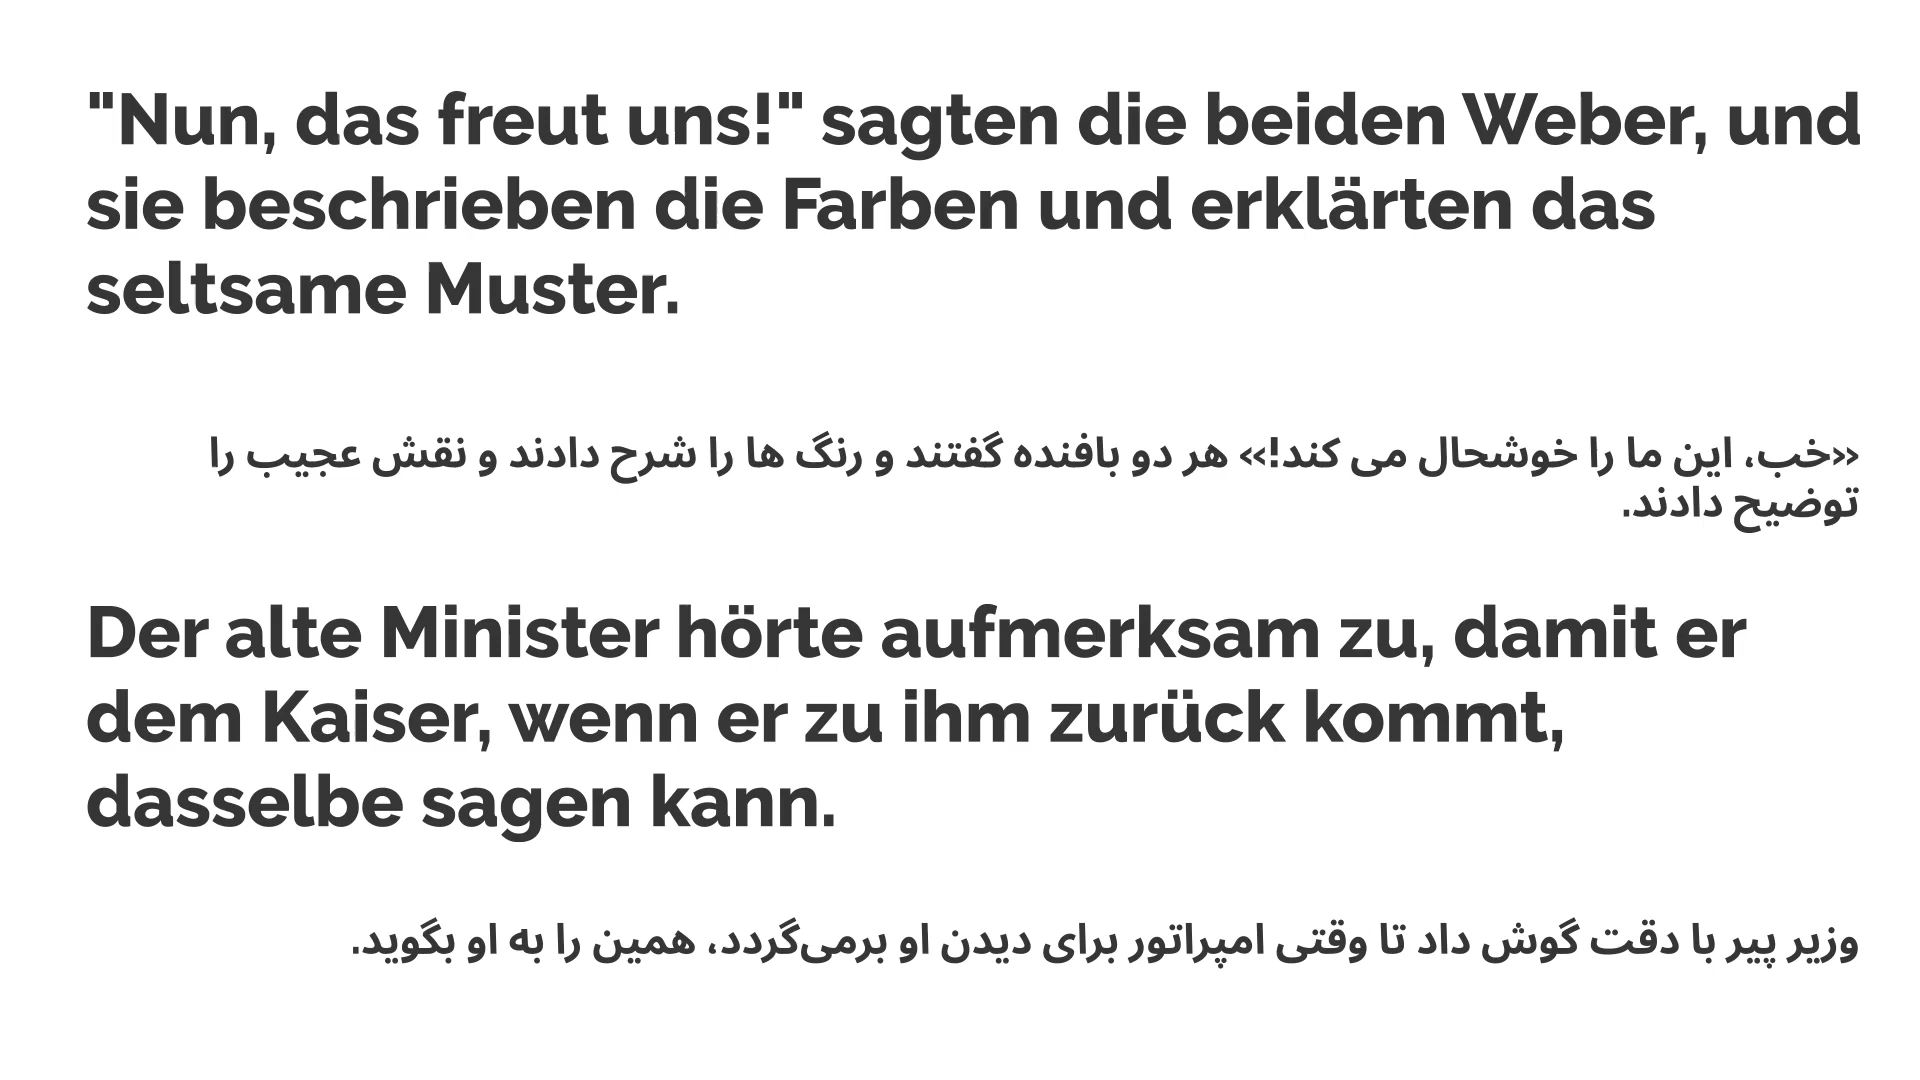 "Nun, das freut uns!" sagten die beiden Weber, und
sie beschrieben die Farben und erklärten das
seltsame Muster.
«خب، این ما را خوشحال می کند!» هر دو بافنده گفتند و رنگ ها را شرح دادند و نقش عجیب را
توضیح دادند.
Der alte Minister hörte aufmerksam zu, damit er
dem Kaiser, wenn er zu ihm zurück kommt,
dasselbe sagen kann.
وزیر پیر با دقت گوش داد تا وقتی امپراتور برای دیدن او برمی‌گردد، همین را به او بگوید.